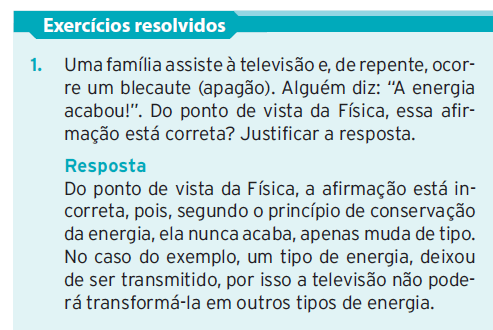 Exercícios resolvidos
1. Uma família assiste à televisão e, de repente, ocor-
re um blecaute (apagão). Alguém diz: “A energia
acabou!”. Do ponto de vista da Física, essa afir-
mação está correta? Justificar a resposta.
Resposta
Do ponto de vista da Física, a afirmação está in-
correta, pois, segundo o princípio de conservação
da energia, ela nunca acaba, apenas muda de tipo.
No caso do exemplo, um tipo de energia, deixou
de ser transmitido, por isso a televisão não pode-
rá transformá-la em outros tipos de energia.